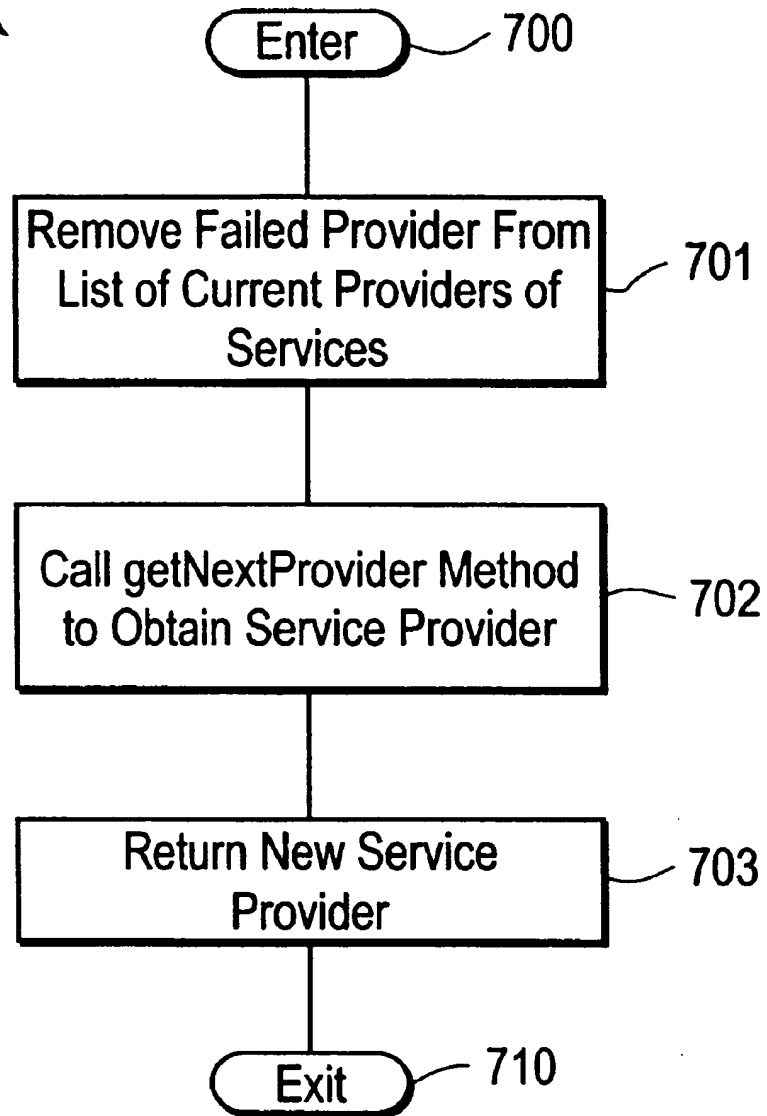 Enter
700
Remove Failed Provider From
List of Current Providers of
Services
701
Call getNextProvider Method
to Obtain Service Provider
702
Return New Service
Provider
703
Exit
710